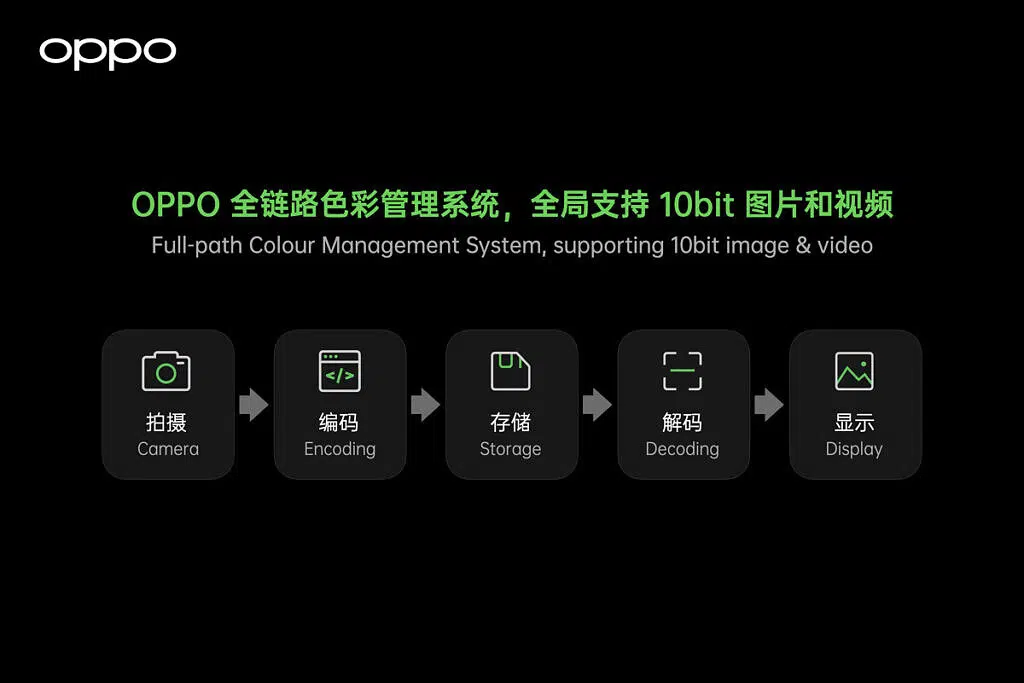 oppo
OPPO 全链路色彩管理系统，全局支持 10bit 图片和视频
Full-path Colour Management System, supporting 10bit image & video
</>
拍摄
Camera
编码
Encoding
存储
Storage
解码
Decoding
显示
Display